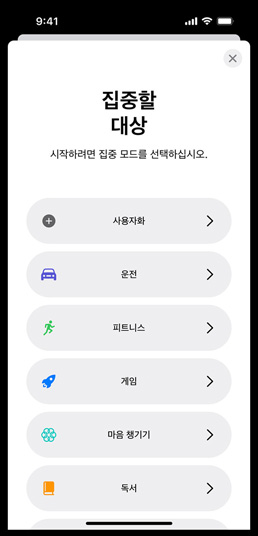 9:41
집중할
대상
시작하려면 집중 모드를 선택하십시오.
사용자화
운전
피트니스
게임
마음 챙기기
독서